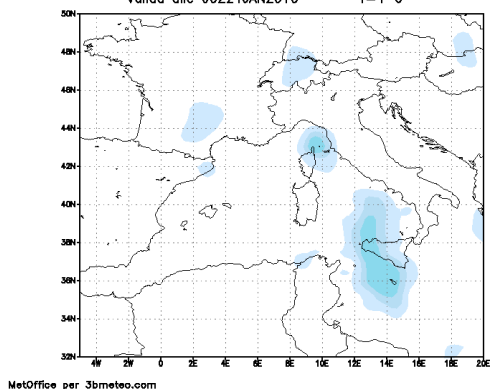 50N
48N
46N
44N
42N
40N
38N
36N
34N
32N
4W 2W 0 2E 4E 6E 8E 10E 12E 14E 16E 18E 20E
MetOffice per 3bmeteo.com